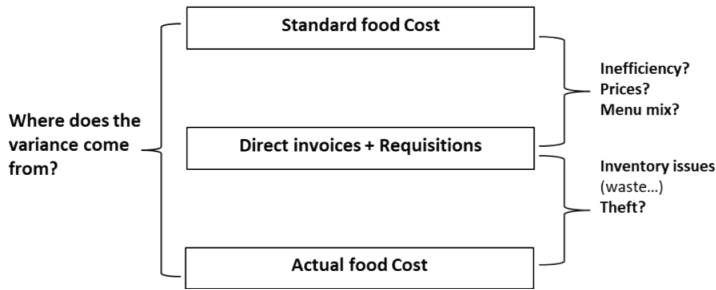 Standard food Cost
Where does the
variance come
from?
Inefficiency?
Prices?
Menu mix?
Direct invoices + Requisitions
Inventory issues
(waste...)
Theft?
Actual food Cost